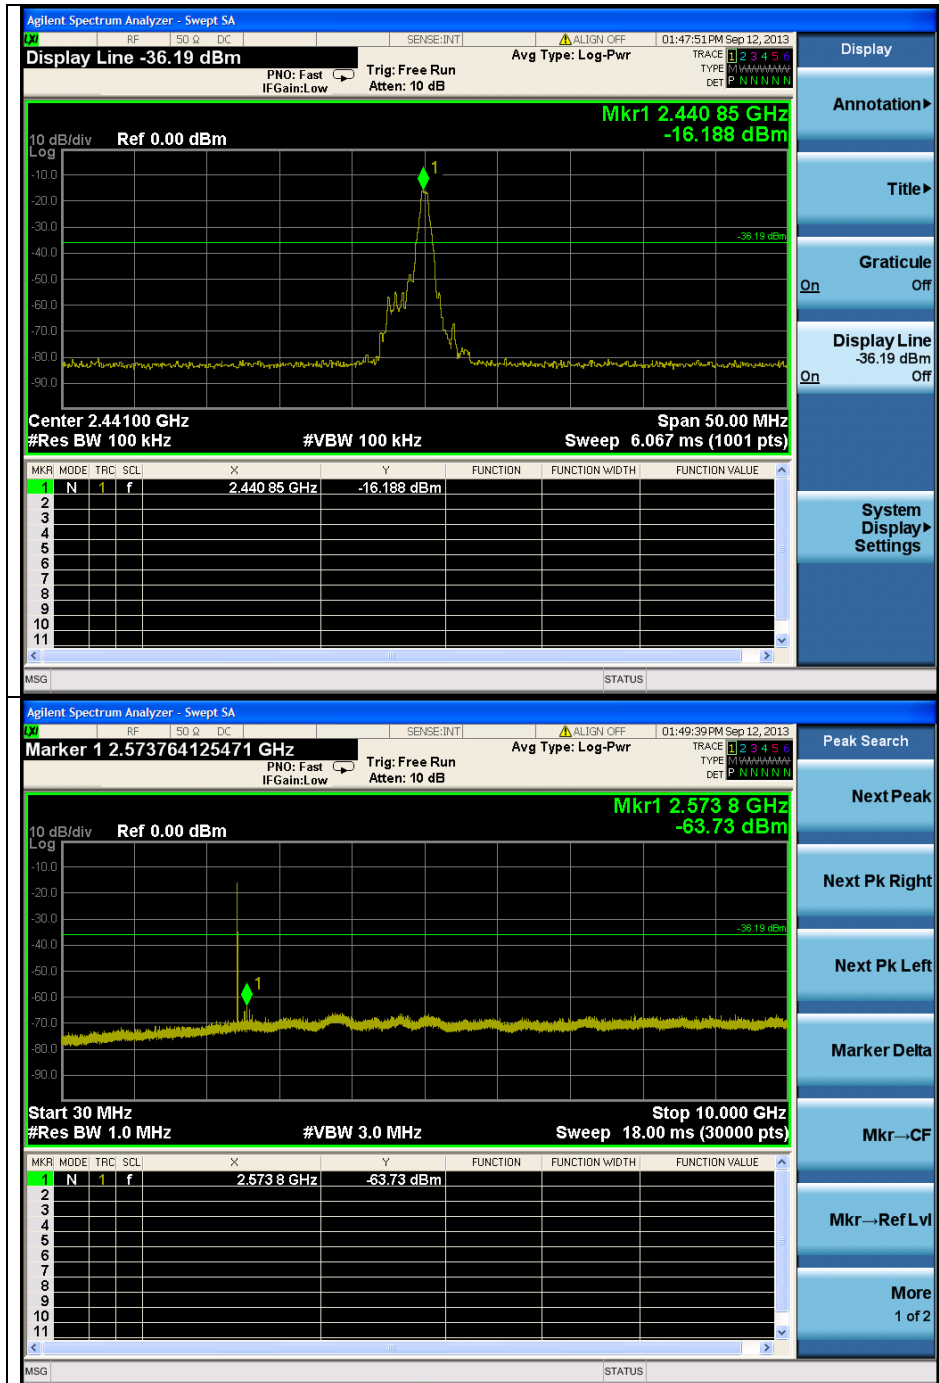 Agilent Spectrum Analyzer - Swept SA
LXI RF 50 Ω DC SENSE:INT ALIGN OFF 01:47:51 PM Sep 12, 2013
Display Line -36.19 dBm
PNO: Fast
IFGain:Low
Trig: Free Run
Atten: 10 dB
Avg Type: Log-Pwr
TRACE 1 2 3 4 5 6
TYPE M WWWWW
DET P N N N N N
Mkr1 2.440 85 GHz
-16.188 dBm
10 dB/div Ref 0.00 dBm
Log
-10.0
-20.0
-30.0
-36.19 dBm
-40.0
-50.0
-60.0
-70.0
-80.0
-90.0
Center 2.44100 GHz Span 50.00 MHz
#Res BW 100 kHz #VBW 100 kHz Sweep 6.067 ms (1001 pts)
MKR MODE TRC SCL X Y FUNCTION FUNCTION WIDTH FUNCTION VALUE
1 N 1 f 2.440 85 GHz -16.188 dBm
2
3
4
5
6
7
8
9
10
11
MSG STATUS
Display
Annotation
Title
Graticule
On Off
Display Line
-36.19 dBm
On Off
System
Display
Settings
Agilent Spectrum Analyzer - Swept SA
LXI RF 50 Ω DC SENSE:INT ALIGN OFF 01:49:39 PM Sep 12, 2013
Marker 1 2.573764125471 GHz
PNO: Fast
IFGain:Low
Trig: Free Run
Atten: 10 dB
Avg Type: Log-Pwr
TRACE 1 2 3 4 5 6
TYPE M WWWWW
DET P N N N N N
Mkr1 2.573 8 GHz
-63.73 dBm
10 dB/div Ref 0.00 dBm
Log
-10.0
-20.0
-30.0
-36.19 dBm
-40.0
-50.0
-60.0
-70.0
-80.0
-90.0
1
Start 30 MHz Stop 10.000 GHz
#Res BW 1.0 MHz #VBW 3.0 MHz Sweep 18.00 ms (30000 pts)
MKR MODE TRC SCL X Y FUNCTION FUNCTION WIDTH FUNCTION VALUE
1 N 1 f 2.573 8 GHz -63.73 dBm
2
3
4
5
6
7
8
9
10
11
MSG STATUS
Peak Search
Next Peak
Next Pk Right
Next Pk Left
Marker Delta
Mkr→CF
Mkr→Ref Lvl
More
1 of 2